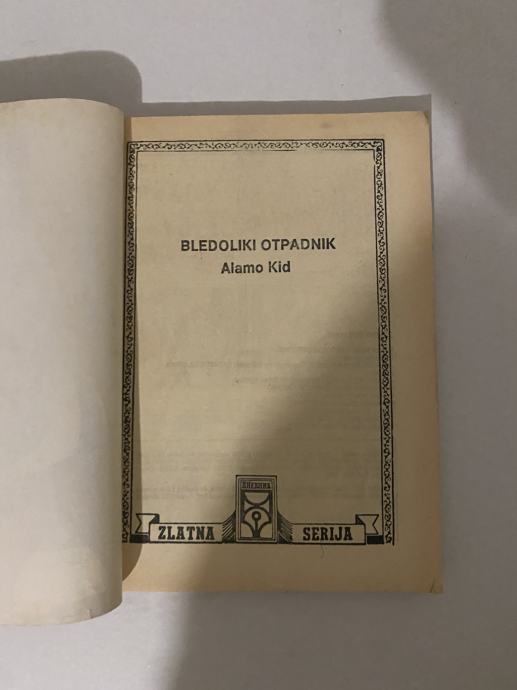 BLEDOLIKI OTPADNIK
Alamo Kid
ZLATNA SERIJA